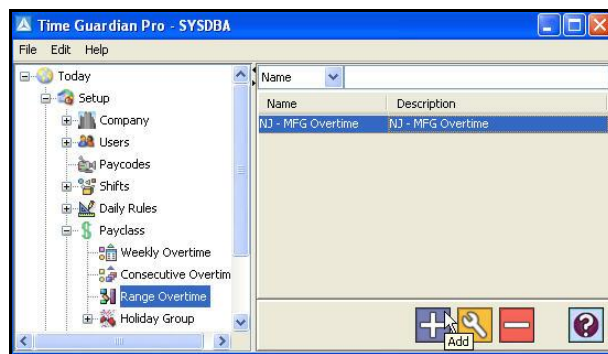 Time Guardian Pro - SYSDBA
File Edit Help
Today
Setup
Company
Users
Paycodes
Shifts
Daily Rules
Payclass
Weekly Overtime
Consecutive Overtim
Range Overtime
Holiday Group
Name
Name Description
NJ - MFG Overtime NJ - MFG Overtime
Add